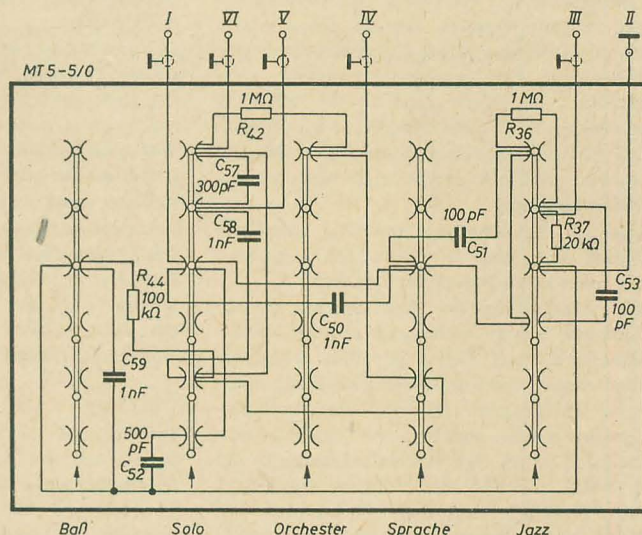 I VI V IV III II
MT 5-5/0
1 MΩ
R42
1 MΩ
R36
C57
300pF
C58
1nF
100 pF
C51
R37
20 kΩ
R44
100
kΩ
C53
100
pF
C50
1nF
C59
1nF
500
pF
C52
Baß Solo Orchester Sprache Jazz